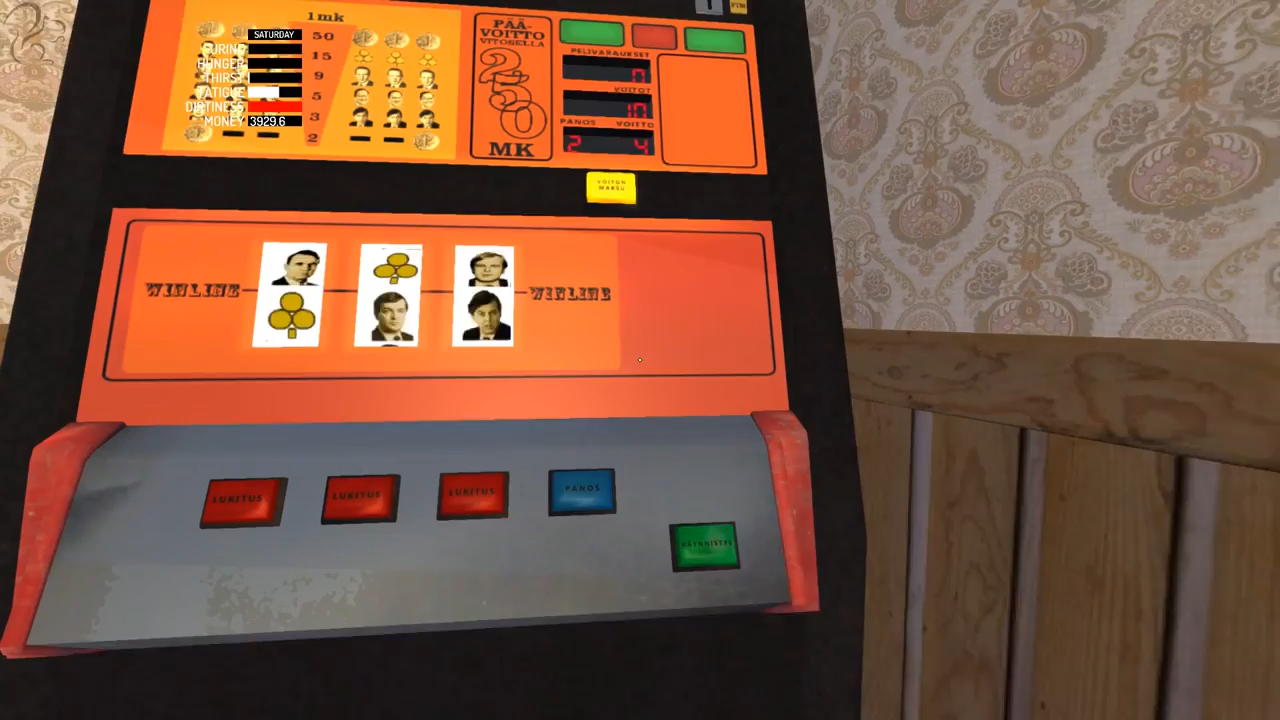 1mk
SATURDAY
URINE
HUNGER
THIRST
FATIGUE
DIRTINESS
MONEY 3929.6
50
15
9
5
3
2
PÄÄ-
VOITTO
VITOSELLA
250
MK
PELIVARAUKSET
0
VOITOT
10
PANOS VOITTO
2 4
VOITON
MAKSU
WINLINE WINLINE
LUKITUS LUKITUS LUKITUS PANOS
KÄYNNISTYS